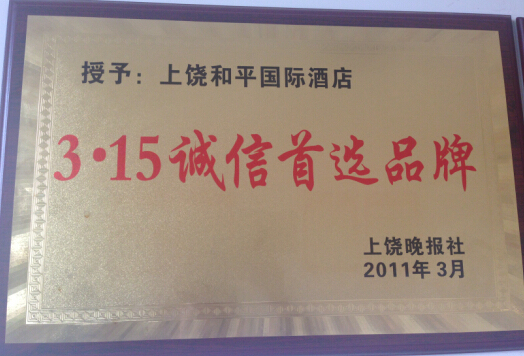 授予：上饶和平国际酒店
3·15诚信首选品牌
上饶晚报社
2011年3月